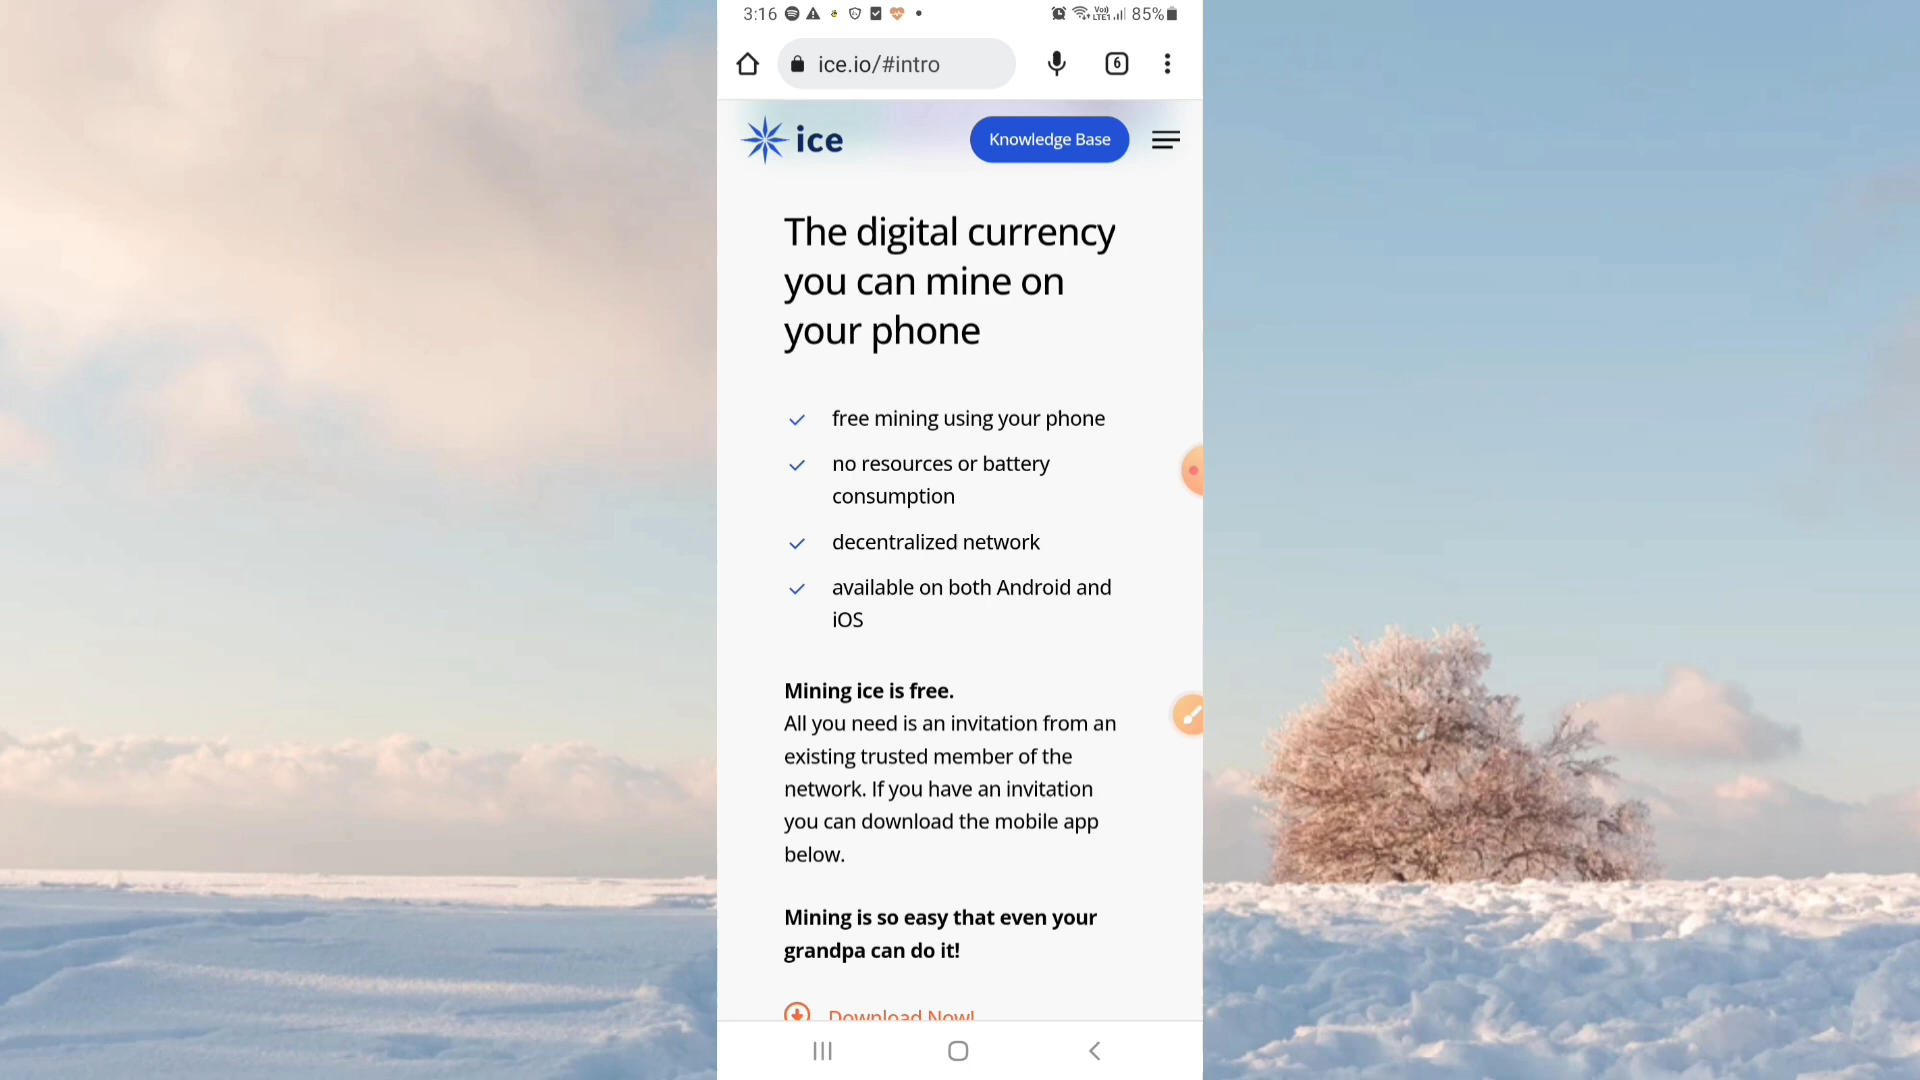 3:16 85%
ice.io/#intro 6
ice Knowledge Base
The digital currency
you can mine on
your phone
free mining using your phone
no resources or battery
consumption
decentralized network
available on both Android and
iOS
Mining ice is free.
All you need is an invitation from an
existing trusted member of the
network. If you have an invitation
you can download the mobile app
below.
Mining is so easy that even your
grandpa can do it!
Download Now!